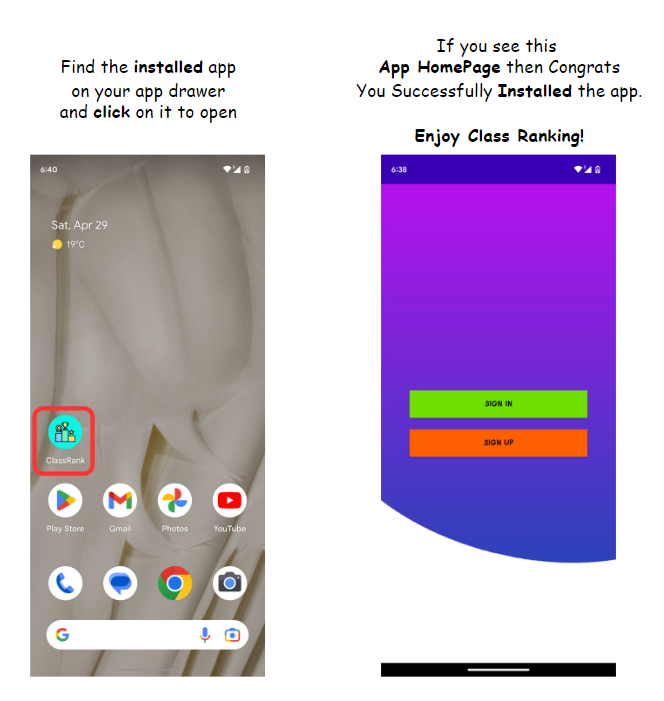 Find the installed app
on your app drawer
and click on it to open
6:40
Sat, Apr 29
19°C
ClassRank
Play Store
Gmail
Photos
YouTube
If you see this
App HomePage then Congrats
You Successfully Installed the app.
Enjoy Class Ranking!
6:38
SIGN IN
SIGN UP